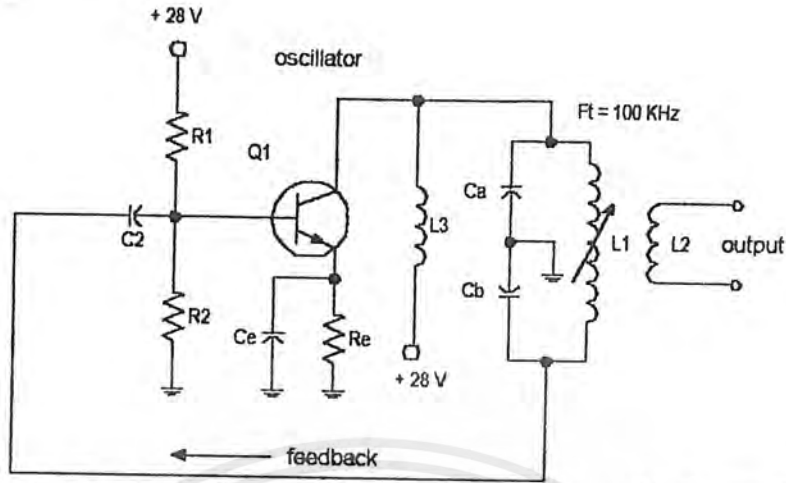 + 28 V
oscillator
Ft = 100 KHz
R1
Q1
Ca
L3
C2
L1
L2
output
Cb
R2
Ce
Re
+ 28 V
feedback